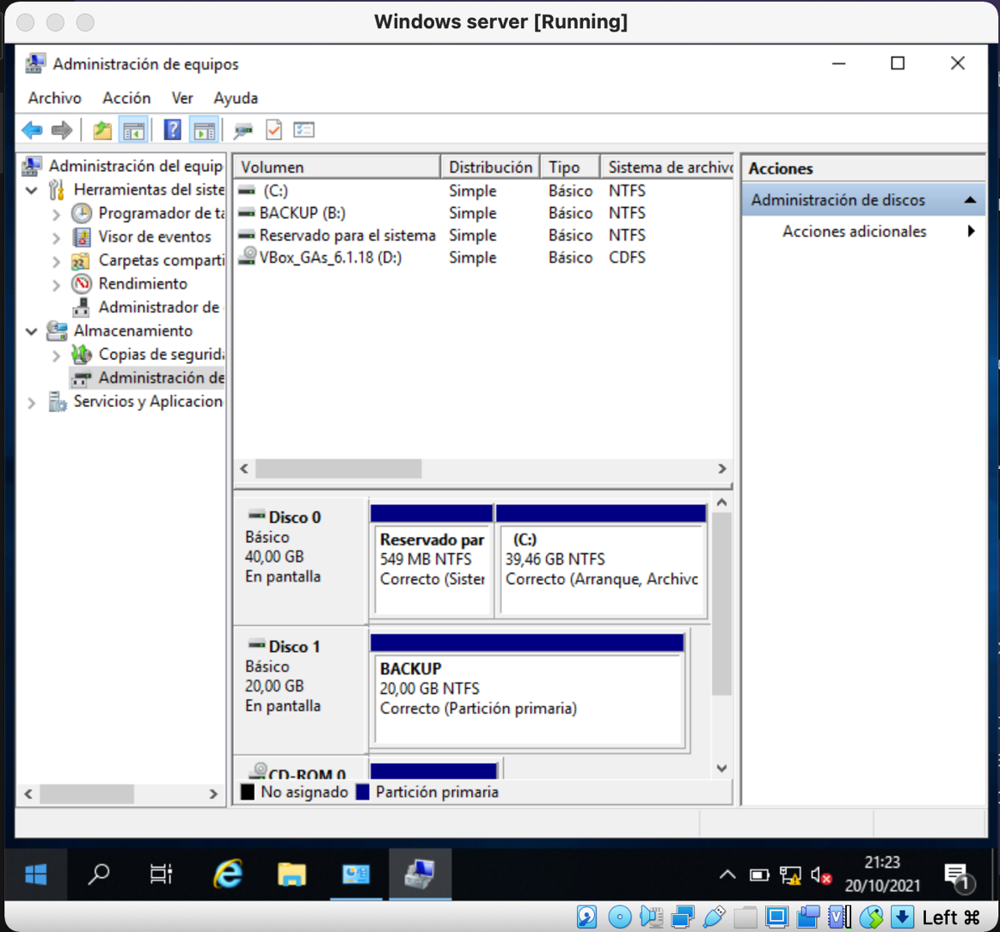 Windows server [Running]
Administración de equipos
Archivo Acción Ver Ayuda
Administración del equip
Herramientas del siste
Programador de ta
Visor de eventos
Carpetas comparti
Rendimiento
Administrador de
Almacenamiento
Copias de segurida
Administración de
Servicios y Aplicacion
Volumen Distribución Tipo Sistema de archivo
(C:) Simple Básico NTFS
BACKUP (B:) Simple Básico NTFS
Reservado para el sistema Simple Básico NTFS
VBox_GAs_6.1.18 (D:) Simple Básico CDFS
Acciones
Administración de discos
Acciones adicionales
Disco 0
Básico
40,00 GB
En pantalla
Reservado par
549 MB NTFS
Correcto (Sister
(C:)
39,46 GB NTFS
Correcto (Arranque, Archivo
Disco 1
Básico
20,00 GB
En pantalla
BACKUP
20,00 GB NTFS
Correcto (Partición primaria)
CD-ROM 0
No asignado Partición primaria
21:23
20/10/2021
1
Left ⌘